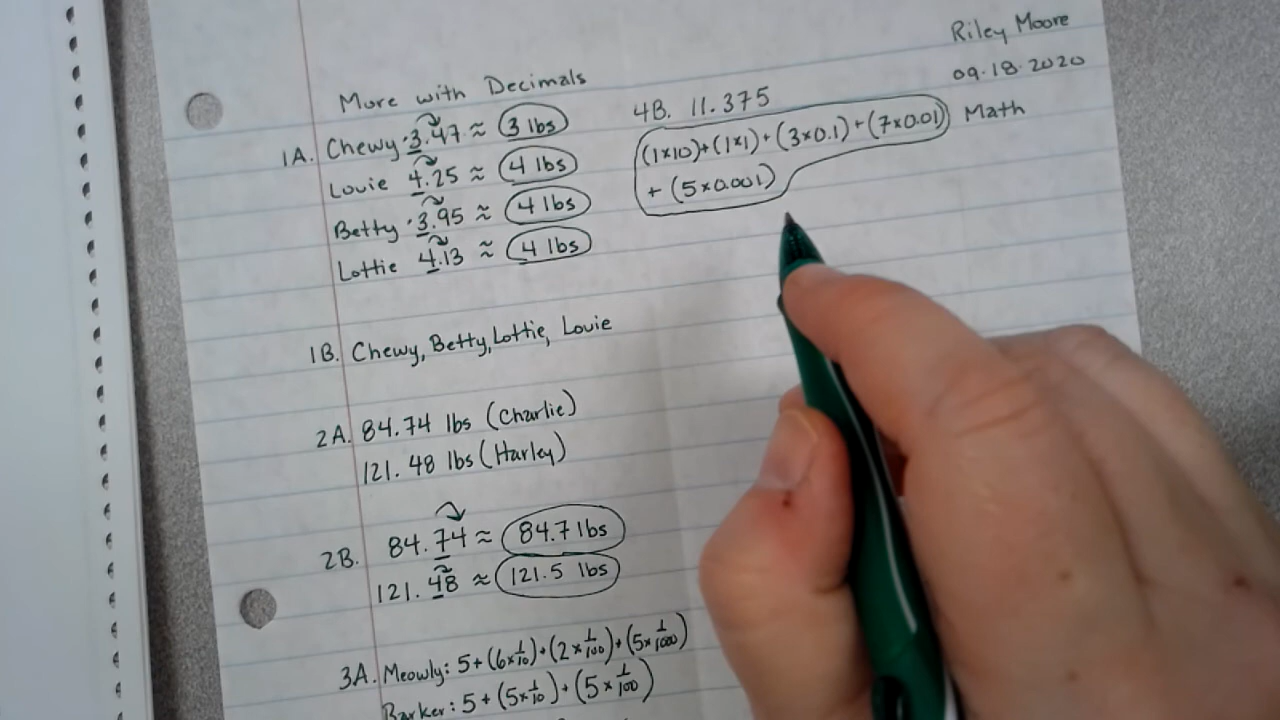 Riley Moore
09.18.2020
Math
More with Decimals
1A. Chewy · 3.47 ≈ 3 lbs
Louie 4.25 ≈ 4 lbs
Betty · 3.95 ≈ 4 lbs
Lottie 4.13 ≈ 4 lbs
1B. Chewy, Betty, Lottie, Louie
2A. 84.74 lbs (Charlie)
121.48 lbs (Harley)
2B. 84.74 ≈ 84.7 lbs
121.48 ≈ 121.5 lbs
3A. Meowly: 5+(6×1/10)+(2×1/100)+(5×1/1000)
Barker: 5+(5×1/10)+(5×1/100)
4B. 11.375
(1×10)+(1×1)+(3×0.1)+(7×0.01)
+(5×0.001)